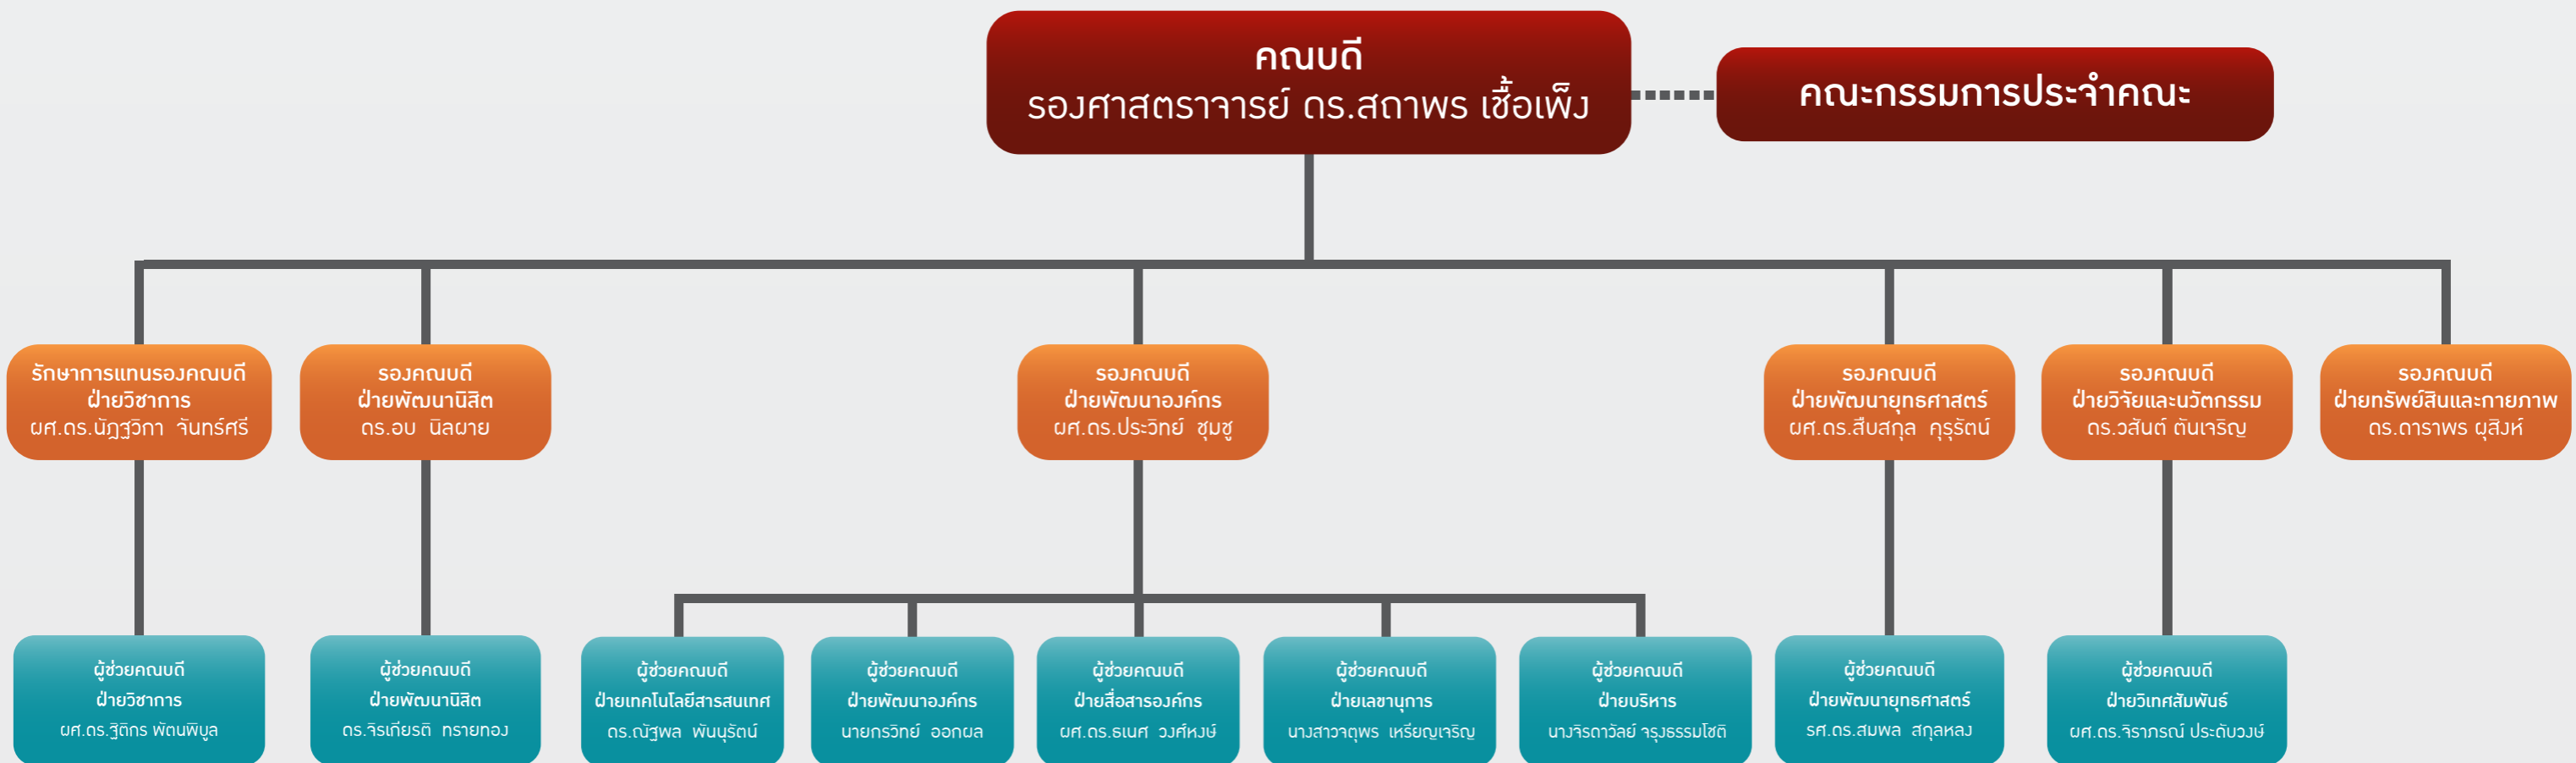 คณบดี
รองศาสตราจารย์ ดร.สถาพร เชื้อเพ็ง
คณะกรรมการประจำคณะ
รักษาการแทนรองคณบดี
ฝ่ายวิชาการ
ผศ.ดร.นัฎฐวิกา จันทร์ศรี
รองคณบดี
ฝ่ายพัฒนานิสิต
ดร.อบ นิลผาย
รองคณบดี
ฝ่ายพัฒนาองค์กร
ผศ.ดร.ประวิทย์ ชุมชู
รองคณบดี
ฝ่ายพัฒนายุทธศาสตร์
ผศ.ดร.สืบสกุล คุรุรัตน์
รองคณบดี
ฝ่ายวิจัยและนวัตกรรม
ดร.วสันต์ ตันเจริญ
รองคณบดี
ฝ่ายทรัพย์สินและกายภาพ
ดร.ดาราพร ผุสิงห์
ผู้ช่วยคณบดี
ฝ่ายวิชาการ
ผศ.ดร.ฐิติกร พัฒนพิบูล
ผู้ช่วยคณบดี
ฝ่ายพัฒนานิสิต
ดร.จิรเกียรติ ทรายทอง
ผู้ช่วยคณบดี
ฝ่ายเทคโนโลยีสารสนเทศ
ดร.ณัฐพล พันนุรัตน์
ผู้ช่วยคณบดี
ฝ่ายพัฒนาองค์กร
นายกรวิทย์ ออกผล
ผู้ช่วยคณบดี
ฝ่ายสื่อสารองค์กร
ผศ.ดร.ธเนศ วงศ์หงษ์
ผู้ช่วยคณบดี
ฝ่ายเลขานุการ
นางสาวจตุพร เหรียญเจริญ
ผู้ช่วยคณบดี
ฝ่ายบริหาร
นางจิรดาวัลย์ จรุงธรรมโชติ
ผู้ช่วยคณบดี
ฝ่ายพัฒนายุทธศาสตร์
รศ.ดร.สมพล สกุลหลง
ผู้ช่วยคณบดี
ฝ่ายวิเทศสัมพันธ์
ผศ.ดร.จิราภรณ์ ประดับวงษ์